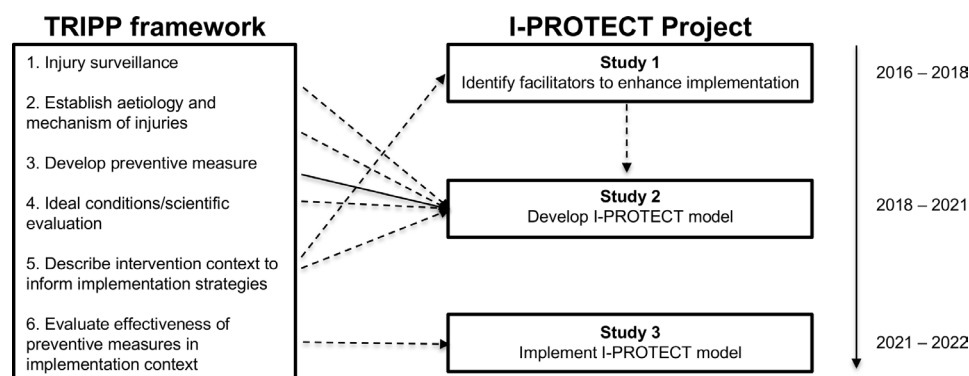 TRIPP framework
1. Injury surveillance
2. Establish aetiology and
mechanism of injuries
3. Develop preventive measure
4. Ideal conditions/scientific
evaluation
5. Describe intervention context to
inform implementation strategies
6. Evaluate effectiveness of
preventive measures in
implementation context
I-PROTECT Project
Study 1
Identify facilitators to enhance implementation
Study 2
Develop I-PROTECT model
Study 3
Implement I-PROTECT model
2016 – 2018
2018 – 2021
2021 – 2022